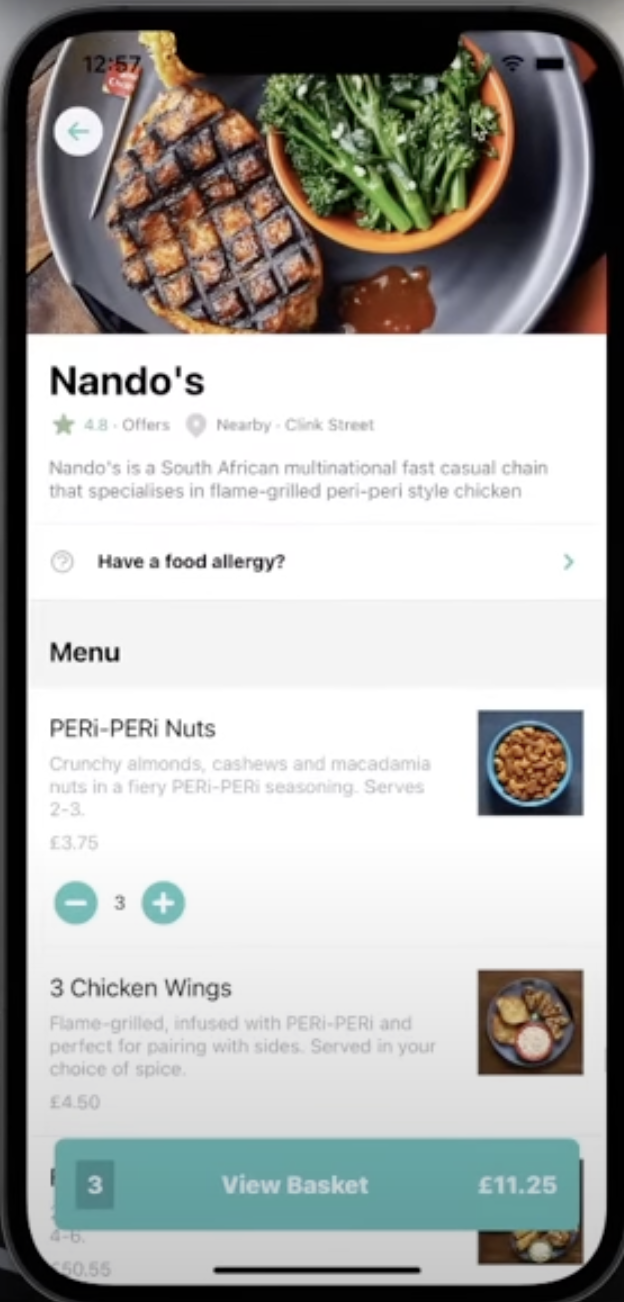 12:57
Nando's
4.8 · Offers Nearby · Clink Street
Nando's is a South African multinational fast casual chain
that specialises in flame-grilled peri-peri style chicken
Have a food allergy?
Menu
PERi-PERi Nuts
Crunchy almonds, cashews and macadamia
nuts in a fiery PERi-PERi seasoning. Serves
2-3.
£3.75
3
3 Chicken Wings
Flame-grilled, infused with PERi-PERi and
perfect for pairing with sides. Served in your
choice of spice.
£4.50
3 View Basket £11.25
4-6.
£50.55